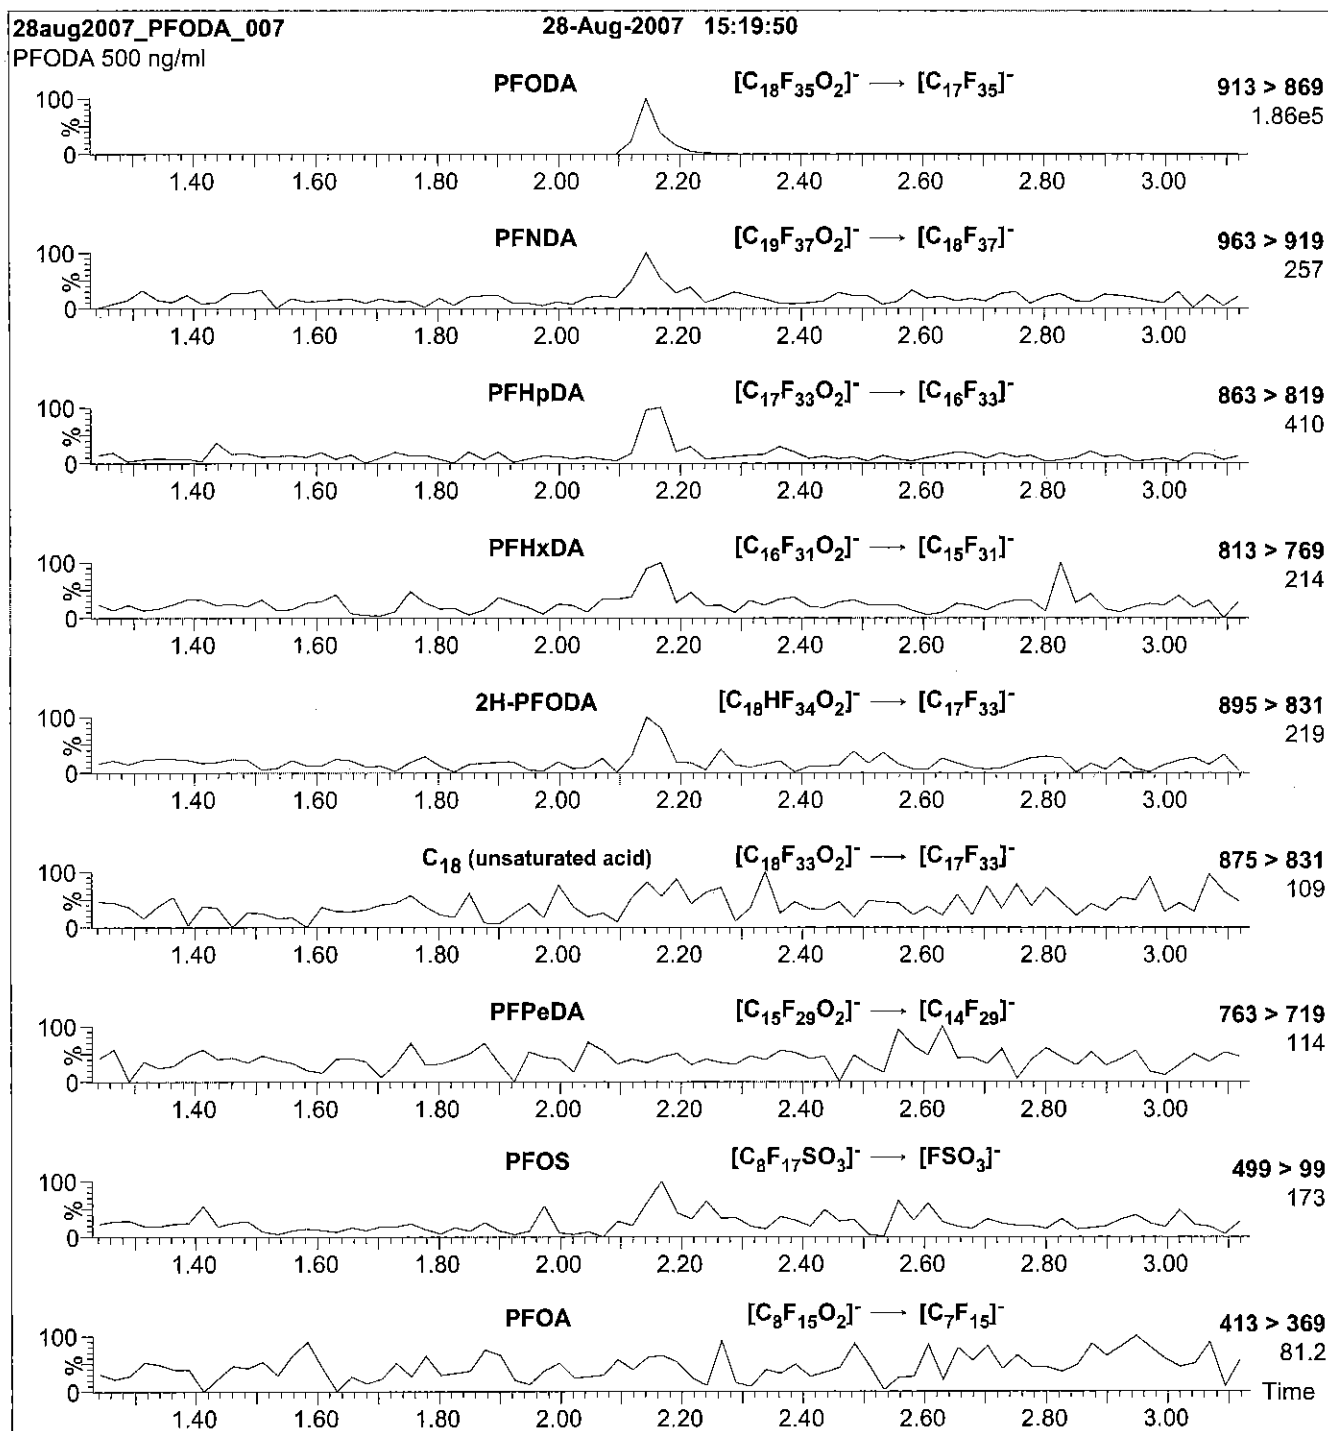 28aug2007_PFODA_007 28-Aug-2007 15:19:50
PFODA 500 ng/ml
PFODA [C18F35O2]- → [C17F35]- 913 > 869
1.86e5
100
%
0
1.40 1.60 1.80 2.00 2.20 2.40 2.60 2.80 3.00
PFNDA [C19F37O2]- → [C18F37]- 963 > 919
257
100
%
0
1.40 1.60 1.80 2.00 2.20 2.40 2.60 2.80 3.00
PFHpDA [C17F33O2]- → [C16F33]- 863 > 819
410
100
%
0
1.40 1.60 1.80 2.00 2.20 2.40 2.60 2.80 3.00
PFHxDA [C16F31O2]- → [C15F31]- 813 > 769
214
100
%
0
1.40 1.60 1.80 2.00 2.20 2.40 2.60 2.80 3.00
2H-PFODA [C18HF34O2]- → [C17F33]- 895 > 831
219
100
%
0
1.40 1.60 1.80 2.00 2.20 2.40 2.60 2.80 3.00
C18 (unsaturated acid) [C18F33O2]- → [C17F33]- 875 > 831
109
100
%
0
1.40 1.60 1.80 2.00 2.20 2.40 2.60 2.80 3.00
PFPeDA [C15F29O2]- → [C14F29]- 763 > 719
114
100
%
0
1.40 1.60 1.80 2.00 2.20 2.40 2.60 2.80 3.00
PFOS [C8F17SO3]- → [FSO3]- 499 > 99
173
100
%
0
1.40 1.60 1.80 2.00 2.20 2.40 2.60 2.80 3.00
PFOA [C8F15O2]- → [C7F15]- 413 > 369
81.2
100
%
0
Time
1.40 1.60 1.80 2.00 2.20 2.40 2.60 2.80 3.00